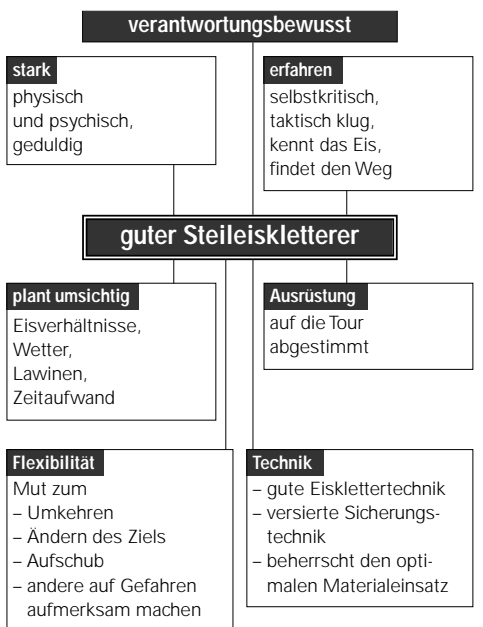 verantwortungsbewusst
stark
physisch
und psychisch,
geduldig
erfahren
selbstkritisch,
taktisch klug,
kennt das Eis,
findet den Weg
guter Steileiskletterer
plant umsichtig
Eisverhältnisse,
Wetter,
Lawinen,
Zeitaufwand
Ausrüstung
auf die Tour
abgestimmt
Flexibilität
Mut zum
– Umkehren
– Ändern des Ziels
– Aufschub
– andere auf Gefahren
aufmerksam machen
Technik
– gute Eisklettertechnik
– versierte Sicherungs-
technik
– beherrscht den opti-
malen Materialeinsatz